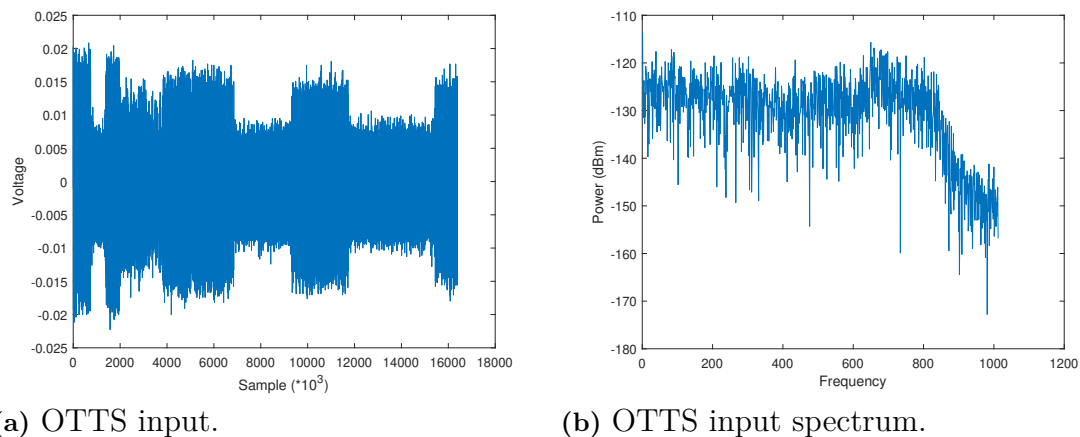 0.025
0.02
0.015
0.01
0.005
0
-0.005
-0.01
-0.015
-0.02
-0.025
Voltage
0 2000 4000 6000 8000 10000 12000 14000 16000 18000
Sample (*10^3)
(a) OTTS input.
-110
-120
-130
-140
-150
-160
-170
-180
Power (dBm)
0 200 400 600 800 1000 1200
Frequency
(b) OTTS input spectrum.